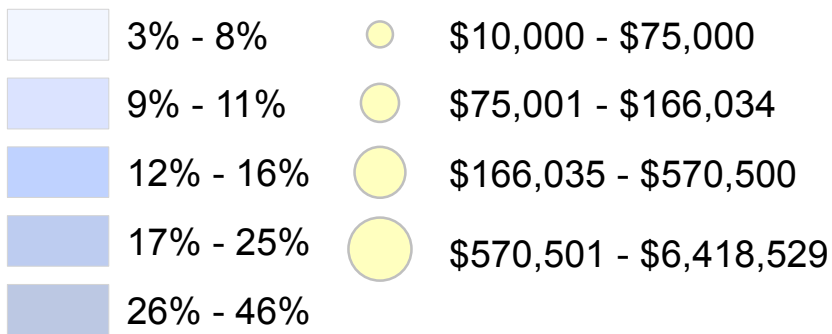 3% - 8%
9% - 11%
12% - 16%
17% - 25%
26% - 46%
$10,000 - $75,000
$75,001 - $166,034
$166,035 - $570,500
$570,501 - $6,418,529